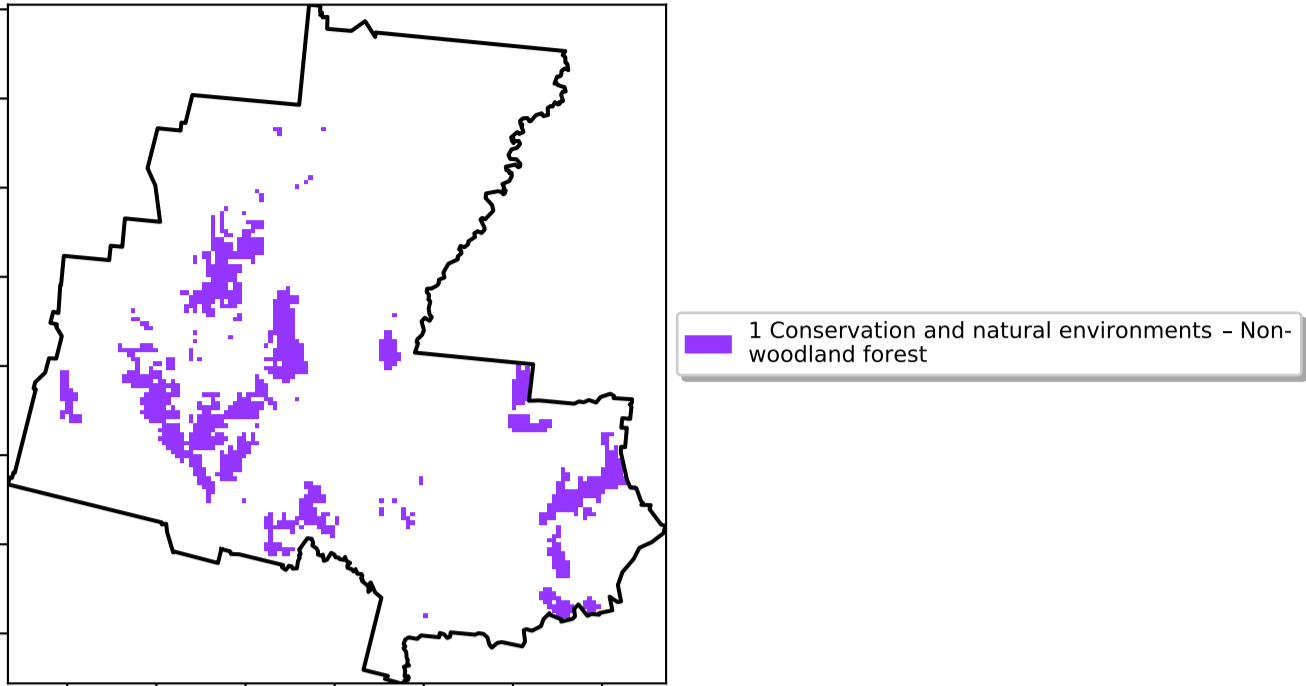 1 Conservation and natural environments – Non-
woodland forest